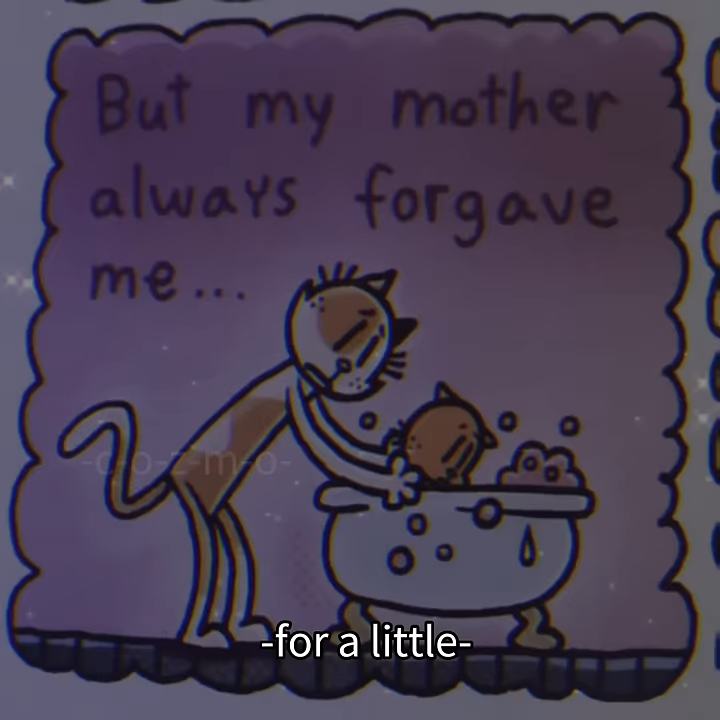 But my mother
always forgave
me...
-c-o-z-m-o-
-for a little-